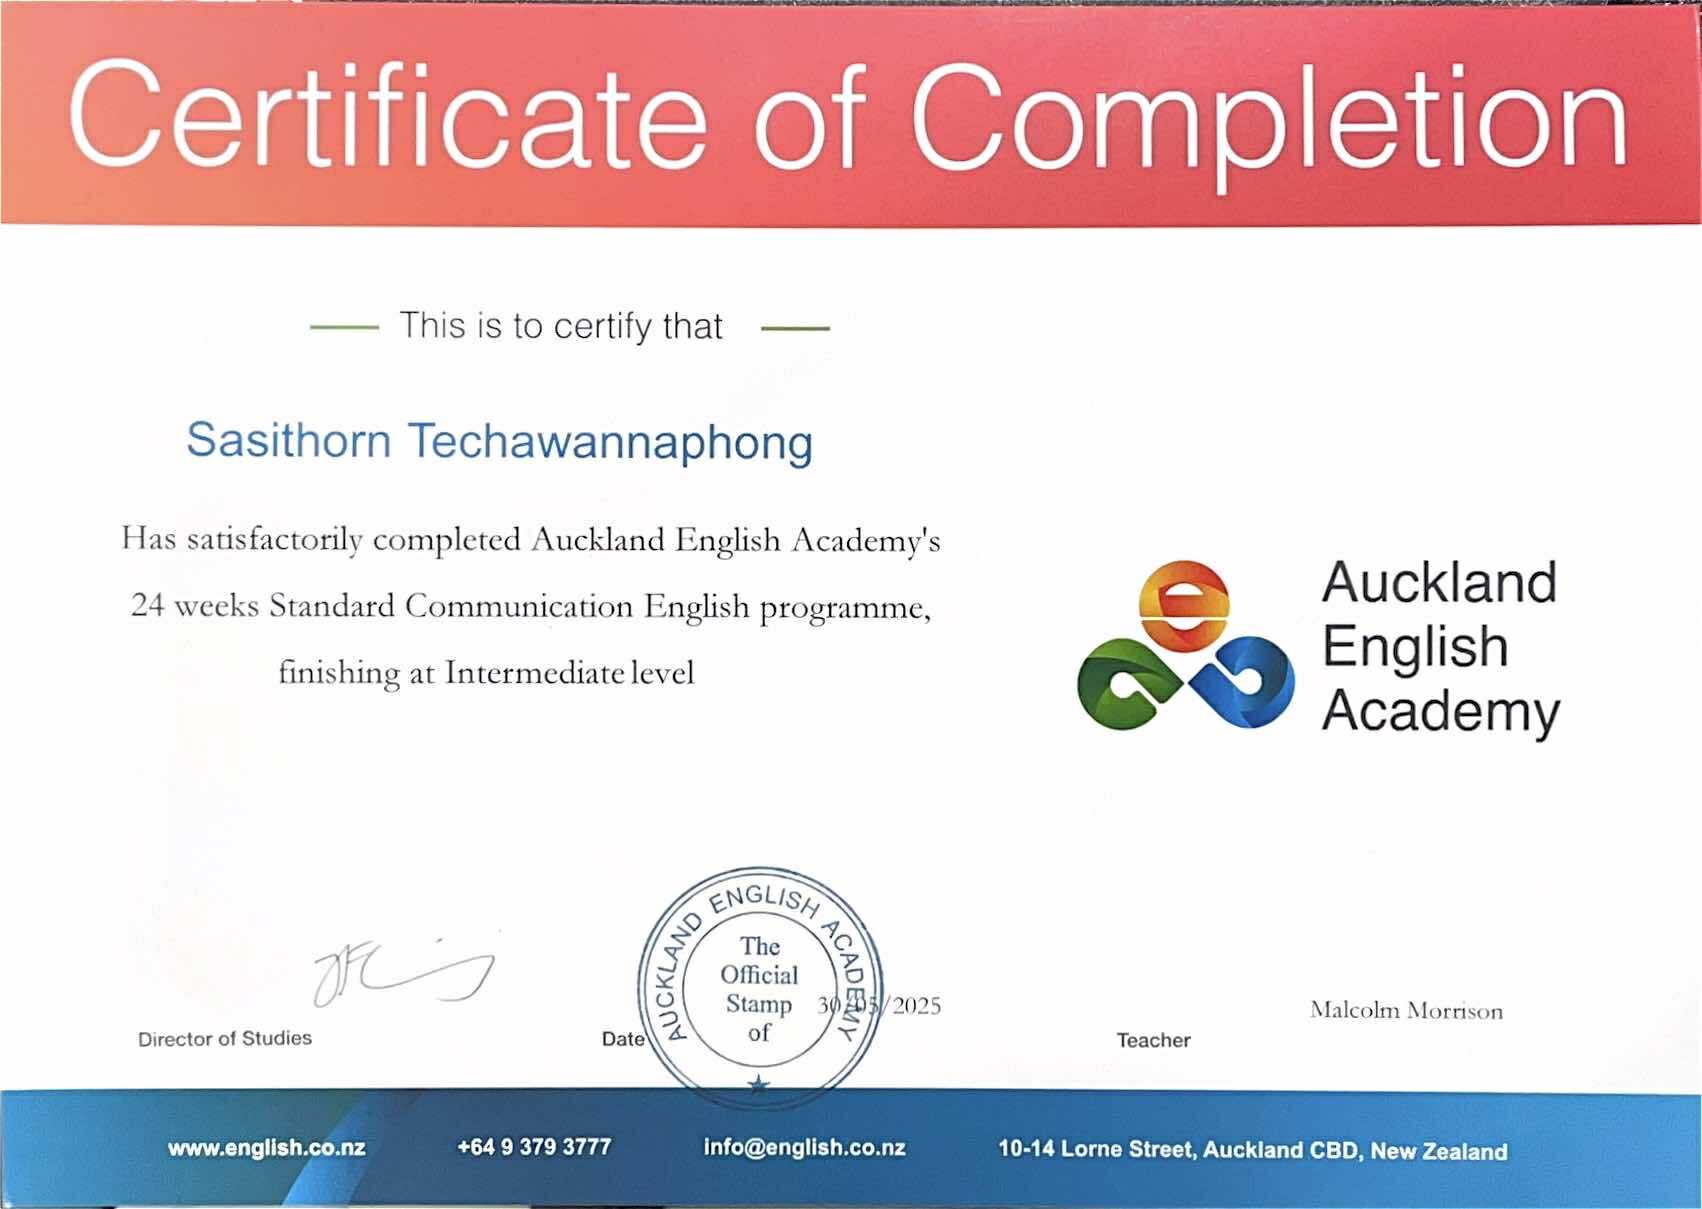 Certificate of Completion
This is to certify that
Sasithorn Techawannaphong
Has satisfactorily completed Auckland English Academy's
24 weeks Standard Communication English programme,
finishing at Intermediate level
Auckland
English
Academy
AUCKLAND ENGLISH ACADEMY
The
Official
Stamp
of
30/05/2025
Malcolm Morrison
Director of Studies
Date
Teacher
www.english.co.nz
+64 9 379 3777
info@english.co.nz
10-14 Lorne Street, Auckland CBD, New Zealand